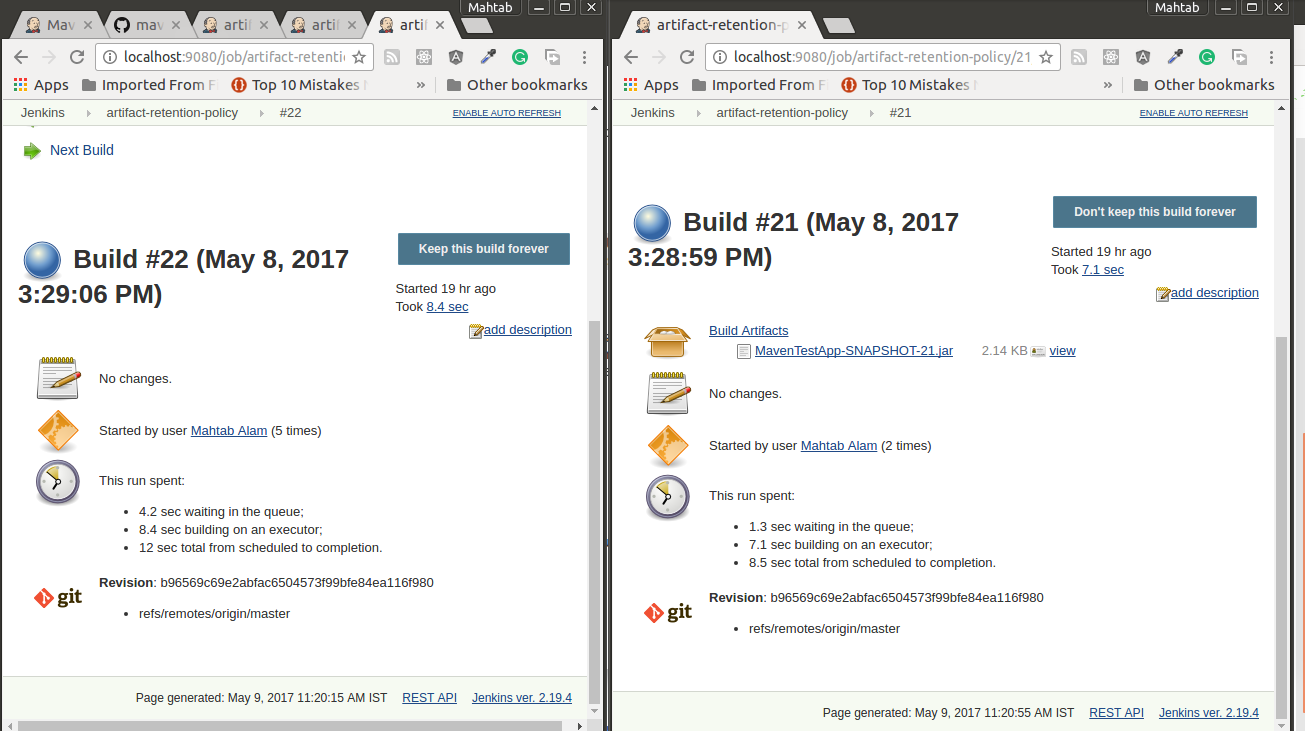 Mahtab
Mav
mav
arti
arti
arti
localhost:9080/job/artifact-retenti
Apps
Imported From F
Top 10 Mistakes
»
Other bookmarks
Jenkins
artifact-retention-policy
#22
ENABLE AUTO REFRESH
Next Build
Build #22 (May 8, 2017
3:29:06 PM)
Keep this build forever
Started 19 hr ago
Took 8.4 sec
add description
No changes.
Started by user Mahtab Alam (5 times)
This run spent:
• 4.2 sec waiting in the queue;
• 8.4 sec building on an executor;
• 12 sec total from scheduled to completion.
Revision: b96569c69e2abfac6504573f99bfe84ea116f980
git
• refs/remotes/origin/master
Page generated: May 9, 2017 11:20:15 AM IST REST API Jenkins ver. 2.19.4
Mahtab
artifact-retention-p
localhost:9080/job/artifact-retention-policy/21
Apps
Imported From F
Top 10 Mistakes
»
Other bookmarks
Jenkins
artifact-retention-policy
#21
ENABLE AUTO REFRESH
Build #21 (May 8, 2017
3:28:59 PM)
Don't keep this build forever
Started 19 hr ago
Took 7.1 sec
add description
Build Artifacts
MavenTestApp-SNAPSHOT-21.jar 2.14 KB view
No changes.
Started by user Mahtab Alam (2 times)
This run spent:
• 1.3 sec waiting in the queue;
• 7.1 sec building on an executor;
• 8.5 sec total from scheduled to completion.
Revision: b96569c69e2abfac6504573f99bfe84ea116f980
git
• refs/remotes/origin/master
Page generated: May 9, 2017 11:20:55 AM IST REST API Jenkins ver. 2.19.4